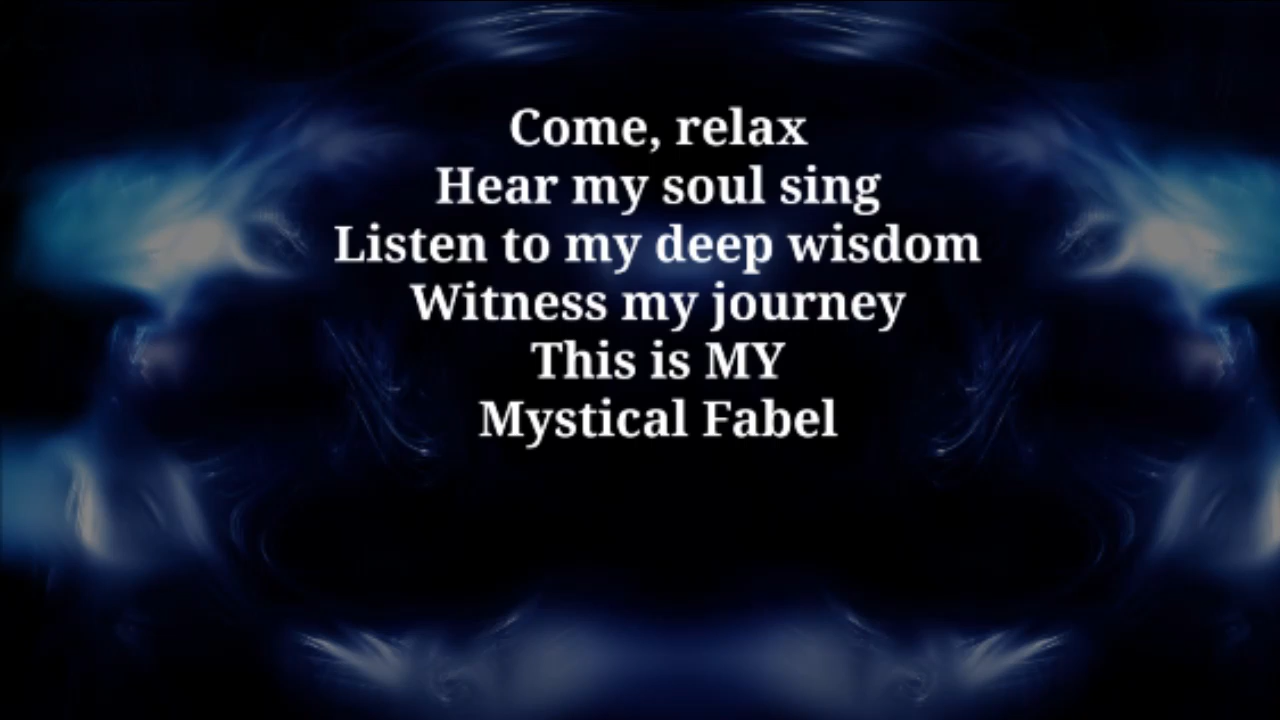 Come, relax
Hear my soul sing
Listen to my deep wisdom
Witness my journey
This is MY
Mystical Fabel